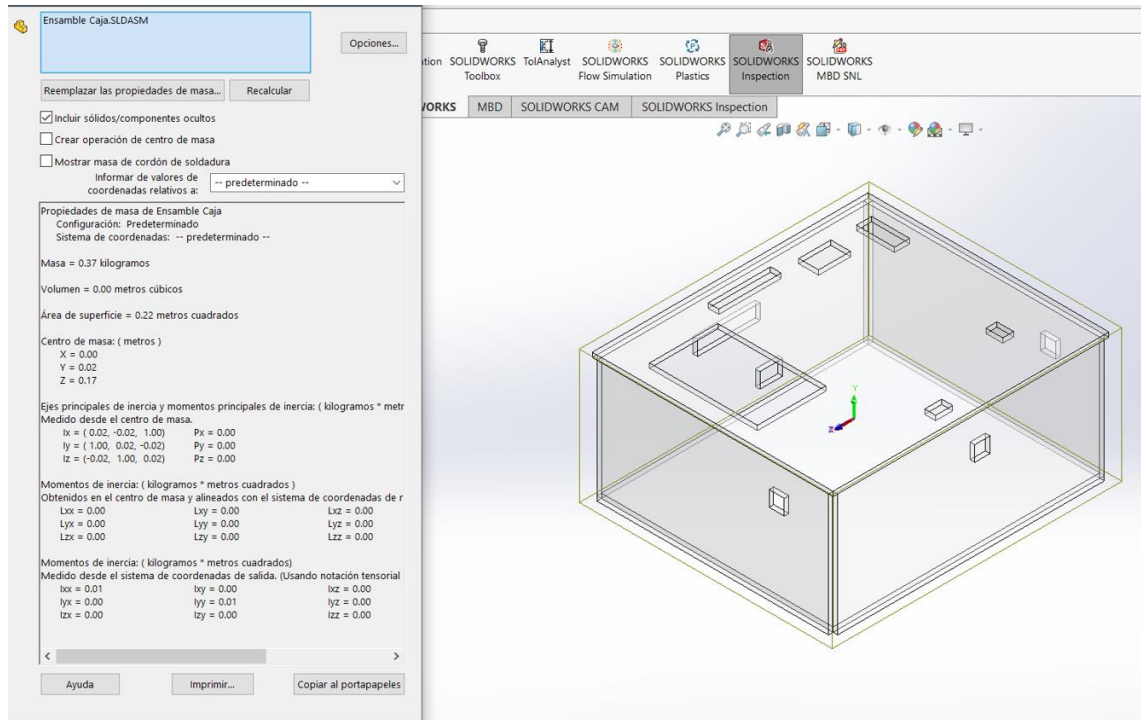 Ensamble Caja.SLDASM
Opciones...
Reemplazar las propiedades de masa...
Recalcular
Incluir sólidos/componentes ocultos
Crear operación de centro de masa
Mostrar masa de cordón de soldadura
Informar de valores de
coordenadas relativos a:
-- predeterminado --
Propiedades de masa de Ensamble Caja
Configuración: Predeterminado
Sistema de coordenadas: -- predeterminado --
Masa = 0.37 kilogramos
Volumen = 0.00 metros cúbicos
Área de superficie = 0.22 metros cuadrados
Centro de masa: ( metros )
X = 0.00
Y = 0.02
Z = 0.17
Ejes principales de inercia y momentos principales de inercia: ( kilogramos * metr
Medido desde el centro de masa.
Ix = ( 0.02, -0.02, 1.00) Px = 0.00
Iy = ( 1.00, 0.02, -0.02) Py = 0.00
Iz = (-0.02, 1.00, 0.02) Pz = 0.00
Momentos de inercia: ( kilogramos * metros cuadrados )
Obtenidos en el centro de masa y alineados con el sistema de coordenadas de r
Lxx = 0.00 Lxy = 0.00 Lxz = 0.00
Lyx = 0.00 Lyy = 0.00 Lyz = 0.00
Lzx = 0.00 Lzy = 0.00 Lzz = 0.00
Momentos de inercia: ( kilogramos * metros cuadrados)
Medido desde el sistema de coordenadas de salida. (Usando notación tensorial
Ixx = 0.01 Ixy = 0.00 Ixz = 0.00
Iyx = 0.00 Iyy = 0.01 Iyz = 0.00
Izx = 0.00 Izy = 0.00 Izz = 0.00
Ayuda
Imprimir...
Copiar al portapapeles
tion SOLIDWORKS TolAnalyst SOLIDWORKS SOLIDWORKS SOLIDWORKS SOLIDWORKS
Toolbox Flow Simulation Plastics Inspection MBD SNL
WORKS MBD SOLIDWORKS CAM SOLIDWORKS Inspection
Y
Z